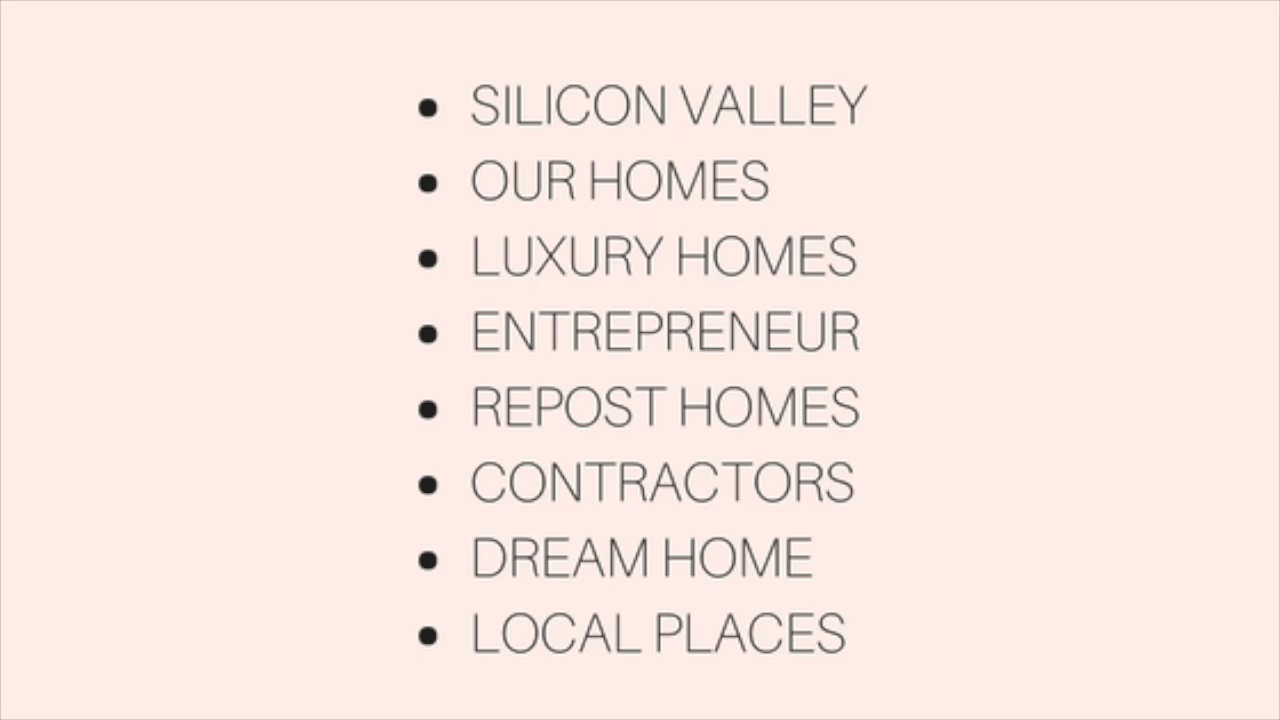 • SILICON VALLEY
• OUR HOMES
• LUXURY HOMES
• ENTREPRENEUR
• REPOST HOMES
• CONTRACTORS
• DREAM HOME
• LOCAL PLACES